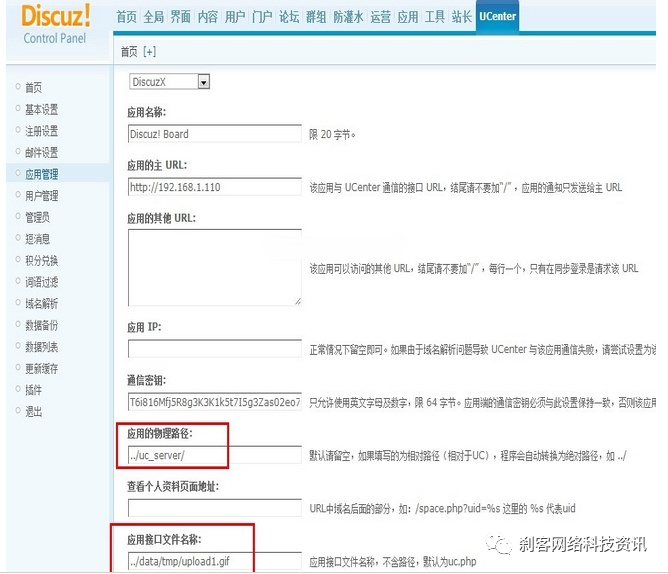 Discuz!
Control Panel
首页 全局 界面 内容 用户 门户 论坛 群组 防灌水 运营 应用 工具 站长 UCenter
首页 [+]
首页
基本设置
注册设置
邮件设置
应用管理
用户管理
管理员
短消息
积分兑换
词语过滤
域名解析
数据备份
数据列表
更新缓存
插件
退出
DiscuzX
应用名称:
Discuz! Board 限 20 字节。
应用的主 URL:
http://192.168.1.110 该应用与 UCenter 通信的接口 URL，结尾请不要加“/” ，应用的通知只发送给主 URL
应用的其他 URL:
该应用可以访问的其他 URL，结尾请不要加“/” ，每行一个，只有在同步登录是请求该 URL
应用 IP:
正常情况下留空即可。如果由于域名解析问题导致 UCenter 与该应用通信失败，请尝试设置为该
通信密钥:
T6i816Mfj5R8g3K3K1k5t7I5g3Zas02eo7 只允许使用英文字母及数字，限 64 字节。应用端的通信密钥必须与此设置保持一致，否则该应用
应用的物理路径:
../uc_server/ 默认请留空，如果填写的为相对路径（相对于UC），程序会自动转换为绝对路径，如 ../
查看个人资料页面地址:
URL中域名后面的部分，如：/space.php?uid=%s 这里的 %s 代表uid
应用接口文件名称:
../data/tmp/upload1.gif 应用接口文件名称，不含路径，默认为uc.php
刹客网络科技资讯